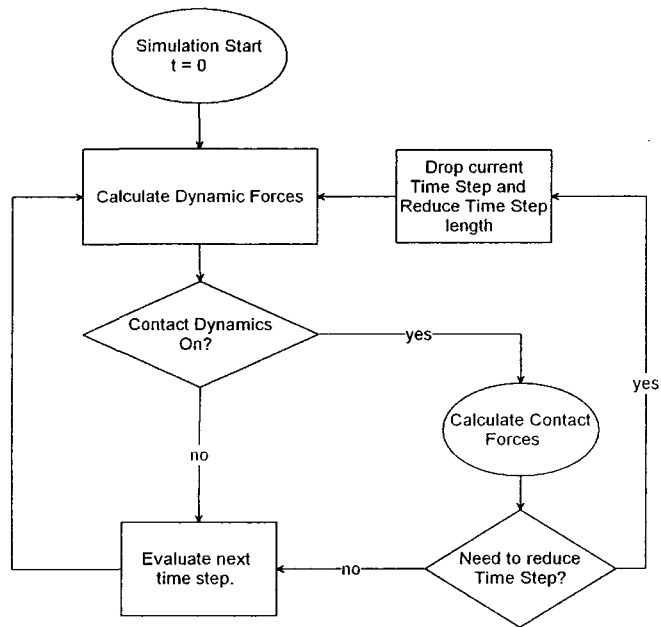 Simulation Start
t = 0
Calculate Dynamic Forces
Drop current
Time Step and
Reduce Time Step
length
Contact Dynamics
On?
yes
yes
Calculate Contact
Forces
no
Evaluate next
time step.
no
Need to reduce
Time Step?